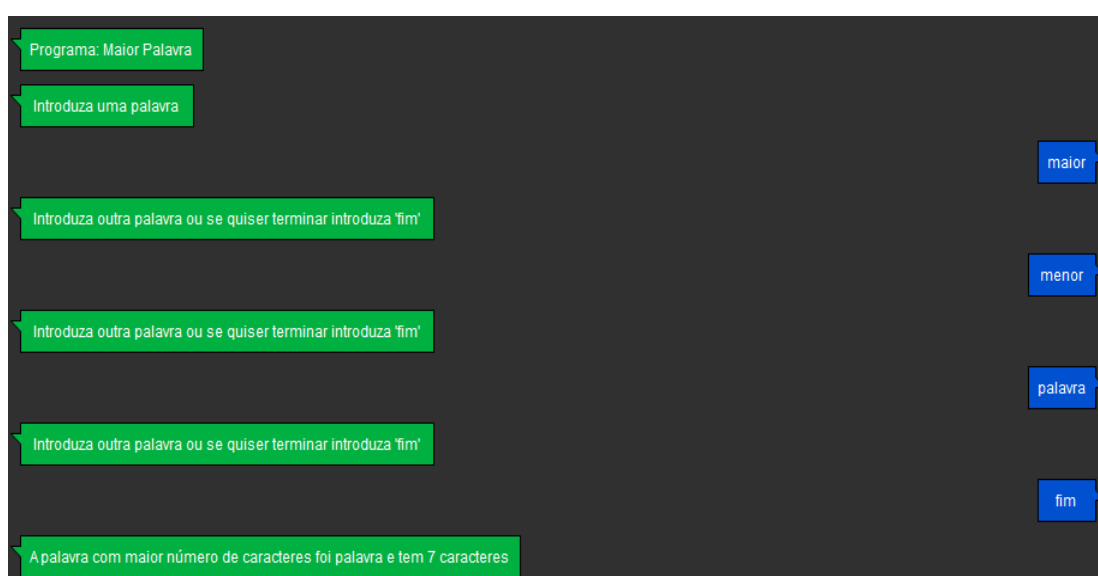 Programa: Maior Palavra
Introduza uma palavra
maior
Introduza outra palavra ou se quiser terminar introduza 'fim'
menor
Introduza outra palavra ou se quiser terminar introduza 'fim'
palavra
Introduza outra palavra ou se quiser terminar introduza 'fim'
fim
A palavra com maior número de caracteres foi palavra e tem 7 caracteres